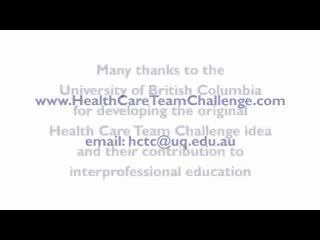 Many thanks to the
University of British Columbia
www.HealthCareTeamChallenge.com
for developing the original
Health Care Team Challenge idea
email: hctc@uq.edu.au
and their contribution to
interprofessional education